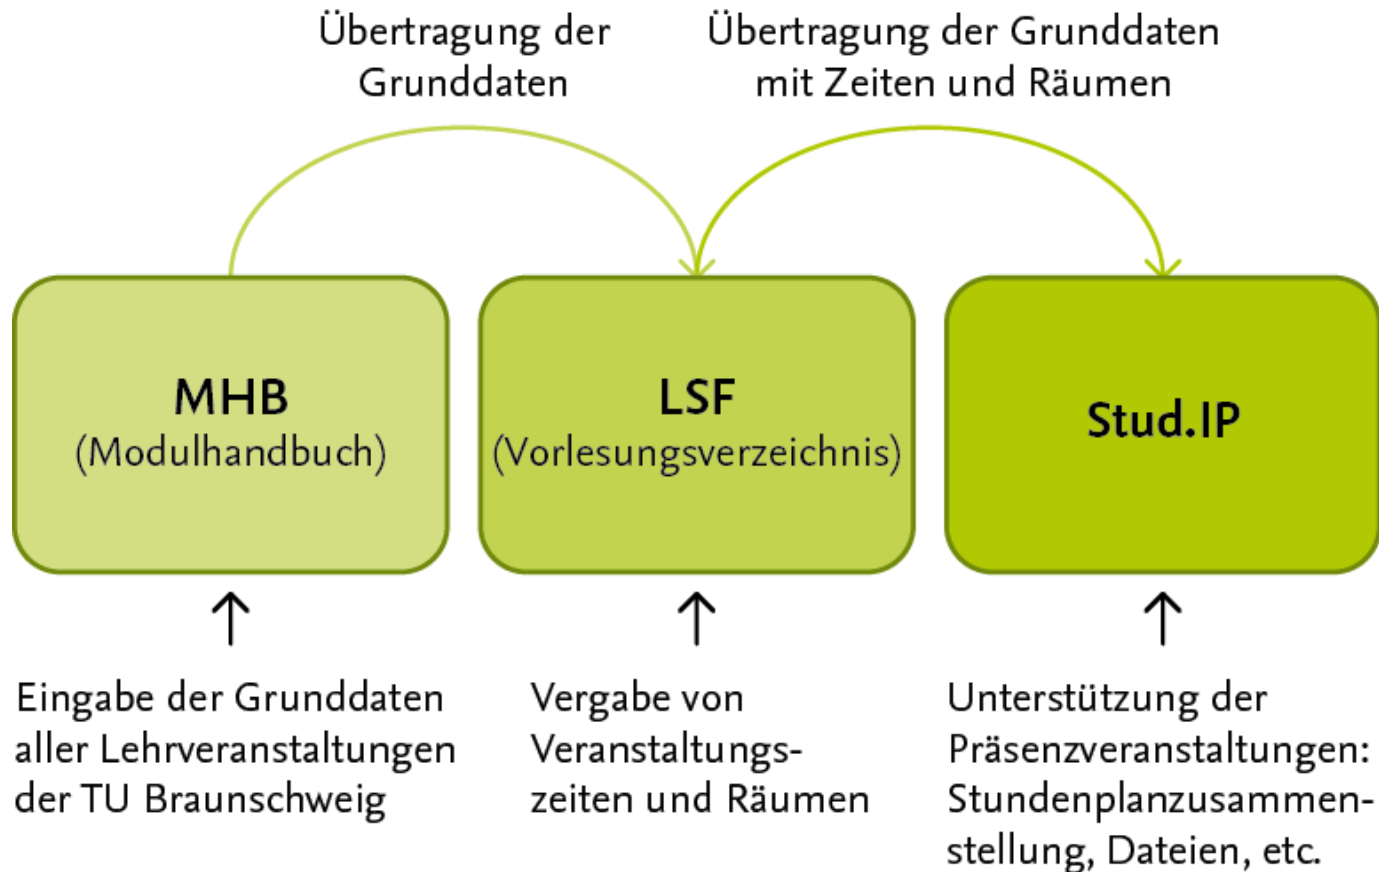 Übertragung der
Grunddaten
Übertragung der Grunddaten
mit Zeiten und Räumen
MHB
(Modulhandbuch)
LSF
(Vorlesungsverzeichnis)
Stud.IP
Eingabe der Grunddaten
aller Lehrveranstaltungen
der TU Braunschweig
Vergabe von
Veranstaltungs-
zeiten und Räumen
Unterstützung der
Präsenzveranstaltungen:
Stundenplanzusammen-
stellung, Dateien, etc.